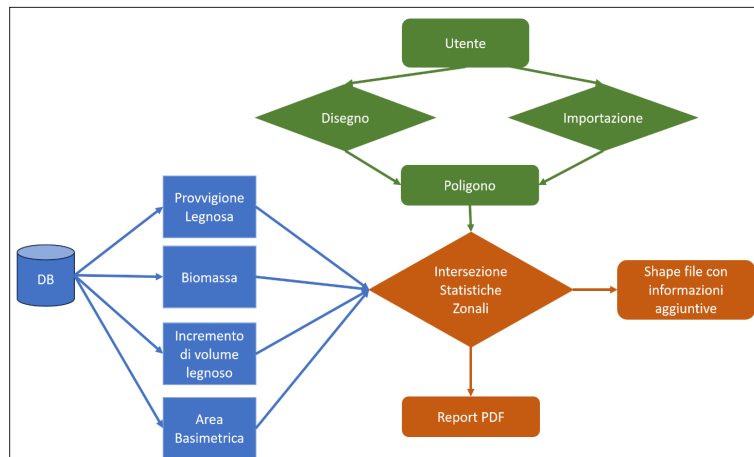 Utente
Disegno
Importazione
Poligono
Provvigione
Legnosa
DB
Biomassa
Incremento
di volume
legnoso
Area
Basimetrica
Intersezione
Statistiche
Zonali
Shape file con
informazioni
aggiuntive
Report PDF